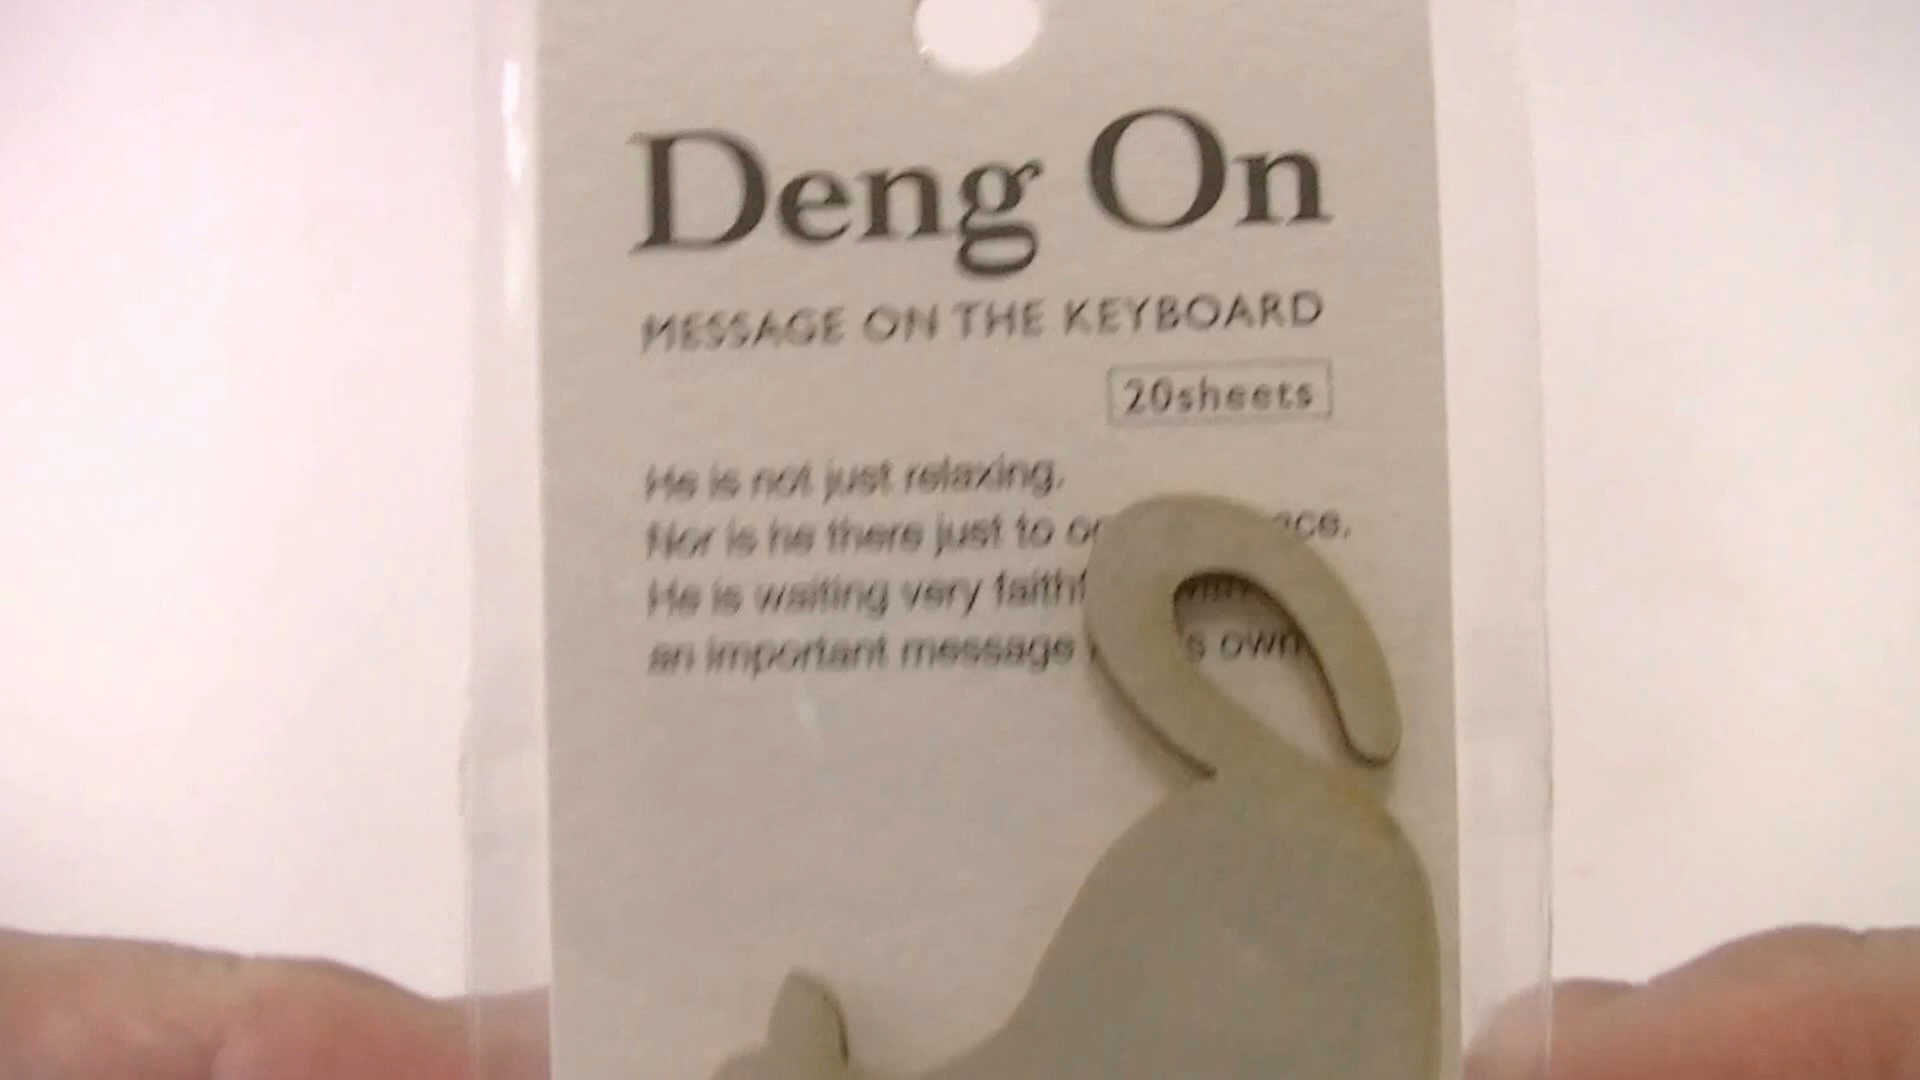 Deng On
MESSAGE ON THE KEYBOARD
20sheets
He is not just relaxing.
Nor is he there just to
He is waiting very
an important message own